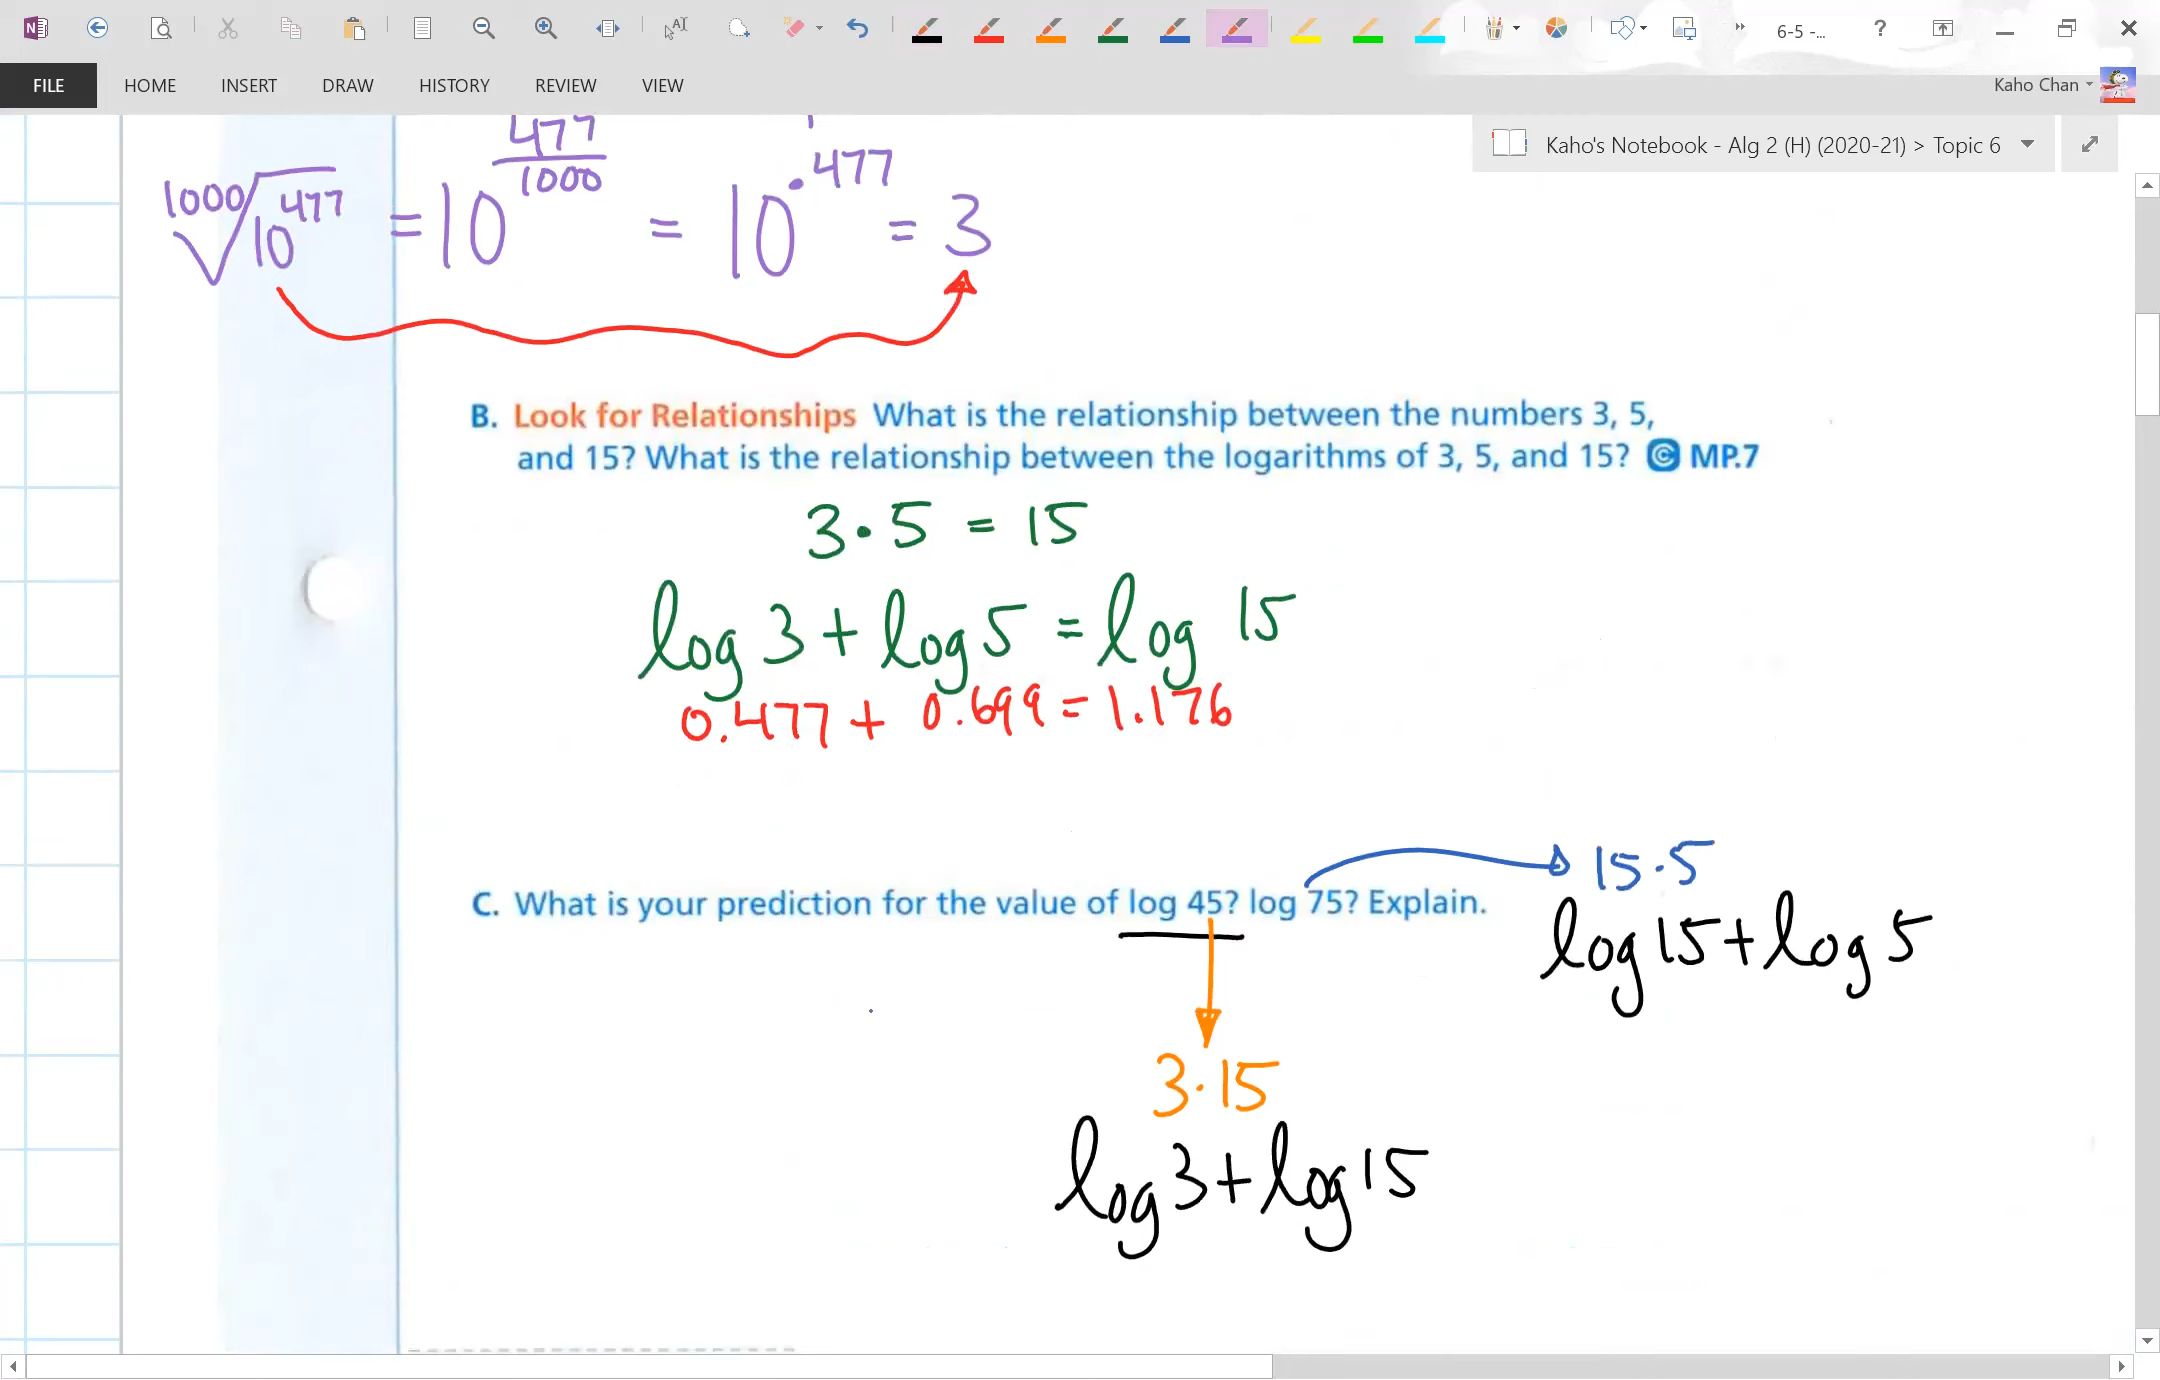 6-5 -...
?
FILE HOME INSERT DRAW HISTORY REVIEW VIEW
Kaho Chan
Kaho's Notebook - Alg 2 (H) (2020-21) > Topic 6
1000√10^477 = 10^(477/1000) = 10^.477 = 3
B. Look for Relationships What is the relationship between the numbers 3, 5,
and 15? What is the relationship between the logarithms of 3, 5, and 15? © MP.7
3 · 5 = 15
log 3 + log 5 = log 15
0.477 + 0.699 = 1.176
15 · 5
C. What is your prediction for the value of log 45? log 75? Explain.
log 15 + log 5
3 · 15
log 3 + log 15